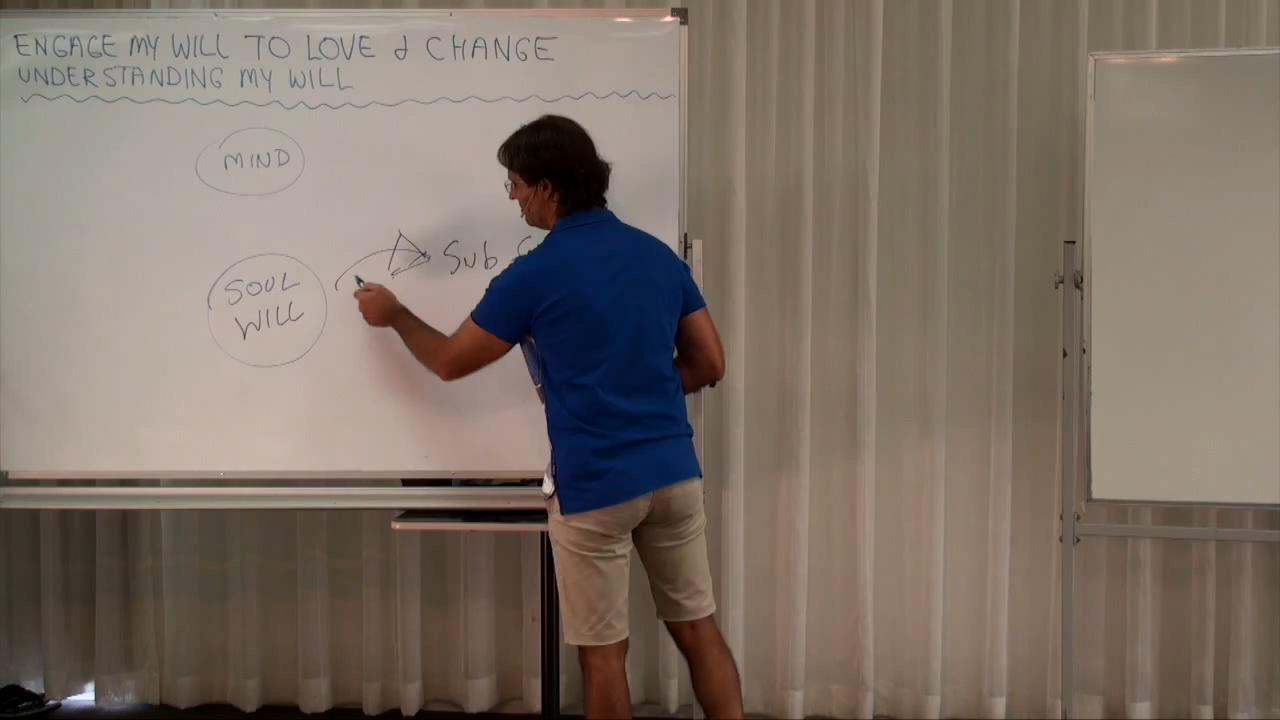 ENGAGE MY WILL TO LOVE & CHANGE
UNDERSTANDING MY WILL
MIND
Sub
SOUL
WILL